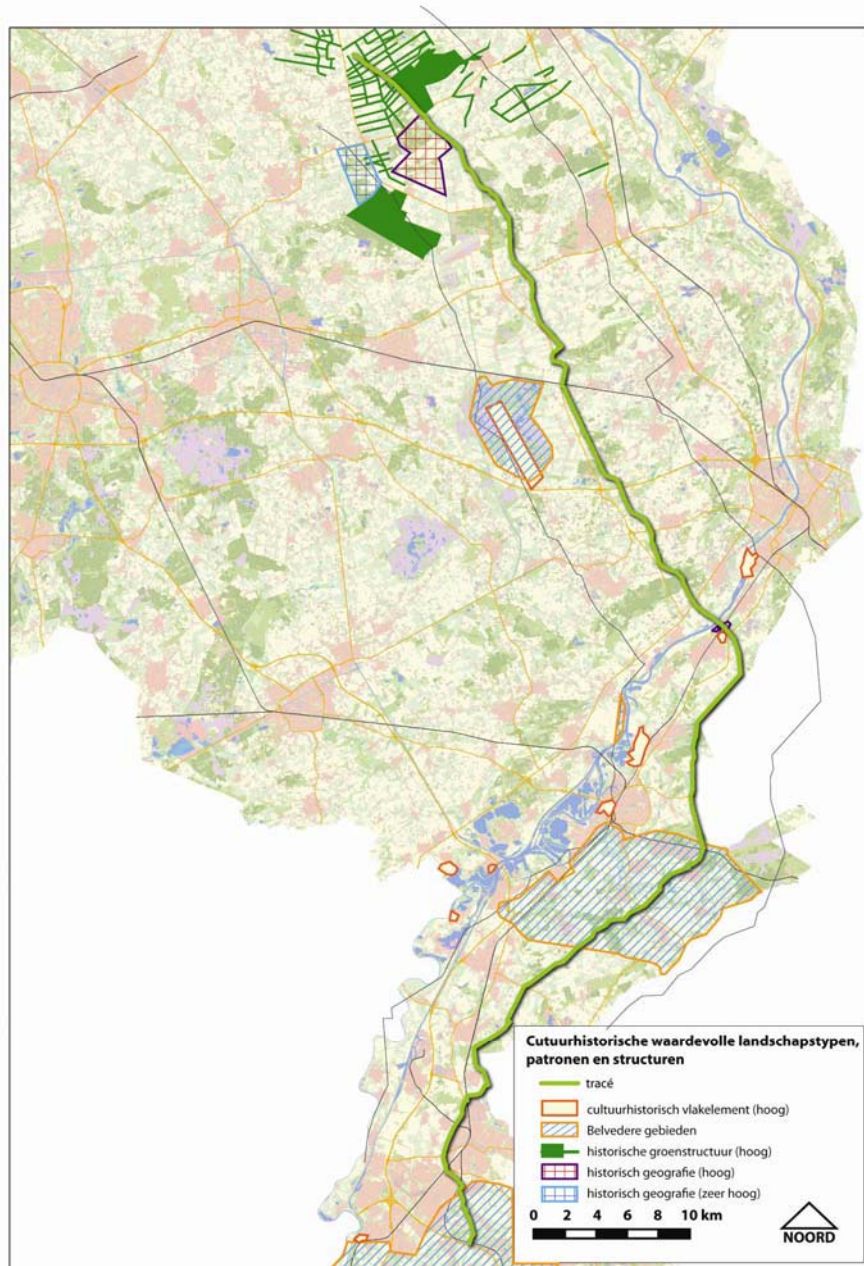 Cutuurhistorische waardevolle landschapstypen,
patronen en structuren
tracé
cultuurhistorisch vlakelement (hoog)
Belvedere gebieden
historische groenstructuur (hoog)
historisch geografie (hoog)
historisch geografie (zeer hoog)
0 2 4 6 8 10 km
NOORD